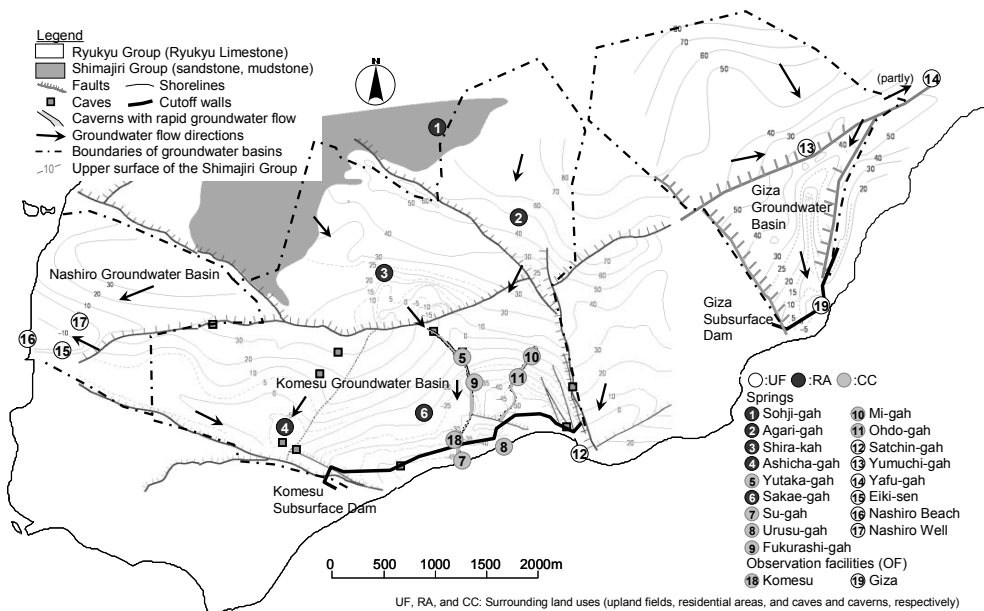 Legend
Ryukyu Group (Ryukyu Limestone)
Shimajiri Group (sandstone, mudstone)
Faults Shorelines
Caves Cutoff walls
Caverns with rapid groundwater flow
Groundwater flow directions
Boundaries of groundwater basins
-10- Upper surface of the Shimajiri Group
(partly)
Giza
Groundwater
Basin
Nashiro Groundwater Basin
Giza
Subsurface
Dam
Komesu Groundwater Basin
Komesu
Subsurface Dam
0 500 1000 2000m
:UF, :RA :CC
Springs
1 Sohji-gah
2 Agari-gah
3 Shira-kah
4 Ashicha-gah
5 Yutaka-gah
6 Sakae-gah
7 Su-gah
8 Urusu-gah
9 Fukurashi-gah
10 Mi-gah
11 Ohdo-gah
12 Satchin-gah
13 Yumuchi-gah
14 Yafu-gah
15 Eiki-sen
16 Nashiro Beach
17 Nashiro Well
Observation facilities (OF)
18 Komesu 19 Giza
UF, RA, and CC: Surrounding land uses (upland fields, residential areas, and caves and caverns, respectively)